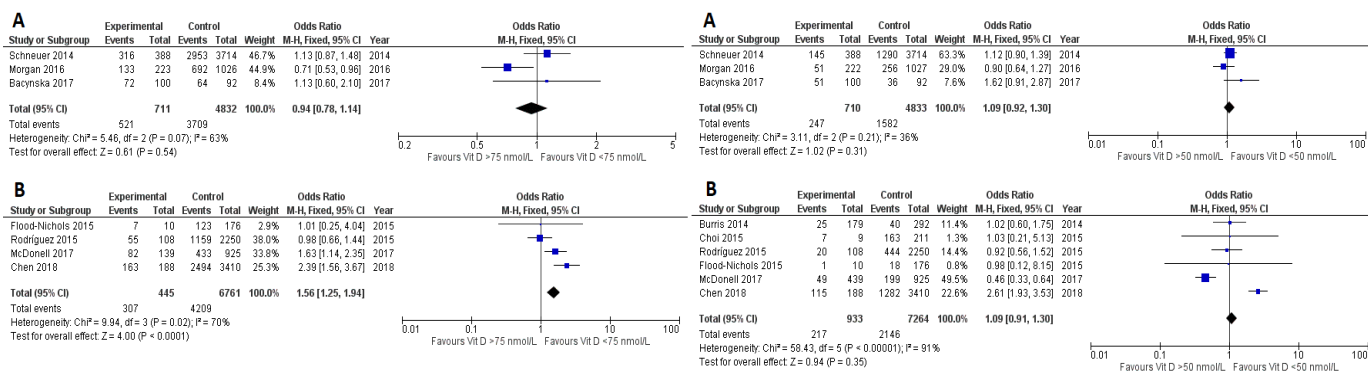 A
Experimental Control Odds Ratio Odds Ratio
Study or Subgroup Events Total Events Total Weight M-H, Fixed, 95% CI Year M-H, Fixed, 95% CI
Schneuer 2014 316 388 2953 3714 46.7% 1.13 [0.87, 1.48] 2014
Morgan 2016 133 223 692 1026 44.9% 0.71 [0.53, 0.96] 2016
Bacynska 2017 72 100 64 92 8.4% 1.13 [0.60, 2.10] 2017
Total (95% CI) 711 4832 100.0% 0.94 [0.78, 1.14]
Total events 521 3709
Heterogeneity: Chi² = 5.46, df = 2 (P = 0.07); I² = 63%
Test for overall effect: Z = 0.61 (P = 0.54)
0.2 0.5 1 2 5
Favours Vit D >75 nmol/L Favours Vit D <75 nmol/L
B
Experimental Control Odds Ratio Odds Ratio
Study or Subgroup Events Total Events Total Weight M-H, Fixed, 95% CI Year M-H, Fixed, 95% CI
Flood-Nichols 2015 7 10 123 176 2.9% 1.01 [0.25, 4.04] 2015
Rodríguez 2015 55 108 1159 2250 38.0% 0.98 [0.66, 1.44] 2015
McDonell 2017 82 139 433 925 33.8% 1.63 [1.14, 2.35] 2017
Chen 2018 163 188 2494 3410 25.3% 2.39 [1.56, 3.67] 2018
Total (95% CI) 445 6761 100.0% 1.56 [1.25, 1.94]
Total events 307 4209
Heterogeneity: Chi² = 9.94, df = 3 (P = 0.02); I² = 70%
Test for overall effect: Z = 4.00 (P < 0.0001)
0.01 0.1 1 10 100
Favours Vit D >75 nmol/L Favours Vit D <75 nmol/L
A
Experimental Control Odds Ratio Odds Ratio
Study or Subgroup Events Total Events Total Weight M-H, Fixed, 95% CI Year M-H, Fixed, 95% CI
Schneuer 2014 145 388 1290 3714 63.3% 1.12 [0.90, 1.39] 2014
Morgan 2016 51 222 256 1027 29.0% 0.90 [0.64, 1.27] 2016
Bacynska 2017 51 100 36 92 7.6% 1.62 [0.91, 2.87] 2017
Total (95% CI) 710 4833 100.0% 1.09 [0.92, 1.30]
Total events 247 1582
Heterogeneity: Chi² = 3.11, df = 2 (P = 0.21); I² = 36%
Test for overall effect: Z = 1.02 (P = 0.31)
0.01 0.1 1 10 100
Favours Vit D >50 nmol/L Favours Vit D <50 nmol/L
B
Experimental Control Odds Ratio Odds Ratio
Study or Subgroup Events Total Events Total Weight M-H, Fixed, 95% CI Year M-H, Fixed, 95% CI
Burris 2014 25 179 40 292 11.4% 1.02 [0.60, 1.75] 2014
Choi 2015 7 9 163 211 1.1% 1.03 [0.21, 5.13] 2015
Rodríguez 2015 20 108 444 2250 14.4% 0.92 [0.56, 1.52] 2015
Flood-Nichols 2015 1 10 18 176 0.8% 0.98 [0.12, 8.15] 2015
McDonell 2017 49 439 199 925 49.5% 0.46 [0.33, 0.64] 2017
Chen 2018 115 188 1282 3410 22.6% 2.61 [1.93, 3.53] 2018
Total (95% CI) 933 7264 100.0% 1.09 [0.91, 1.30]
Total events 217 2146
Heterogeneity: Chi² = 58.43, df = 5 (P < 0.00001); I² = 91%
Test for overall effect: Z = 0.94 (P = 0.35)
0.01 0.1 1 10 100
Favours Vit D >50 nmol/L Favours Vit D <50 nmol/L